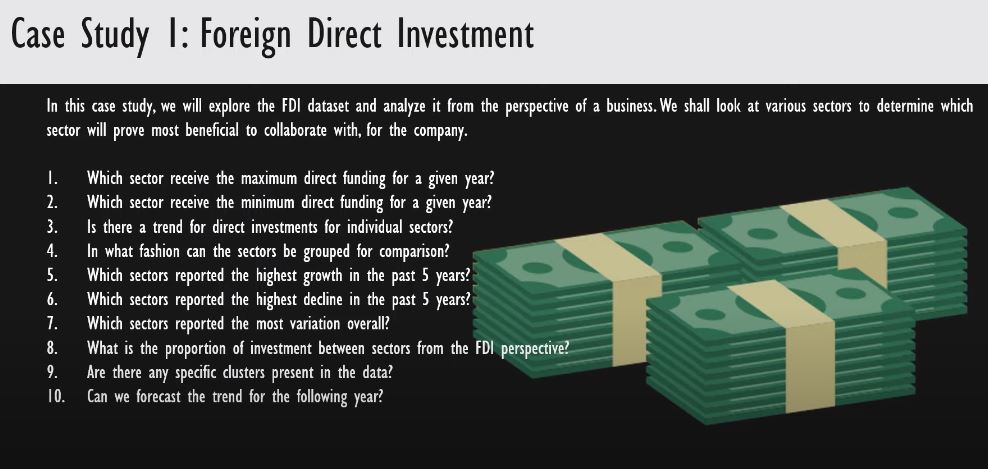 Case Study 1: Foreign Direct Investment
In this case study, we will explore the FDI dataset and analyze it from the perspective of a business. We shall look at various sectors to determine which
sector will prove most beneficial to collaborate with, for the company.
1. Which sector receive the maximum direct funding for a given year?
2. Which sector receive the minimum direct funding for a given year?
3. Is there a trend for direct investments for individual sectors?
4. In what fashion can the sectors be grouped for comparison?
5. Which sectors reported the highest growth in the past 5 years?
6. Which sectors reported the highest decline in the past 5 years?
7. Which sectors reported the most variation overall?
8. What is the proportion of investment between sectors from the FDI perspective?
9. Are there any specific clusters present in the data?
10. Can we forecast the trend for the following year?